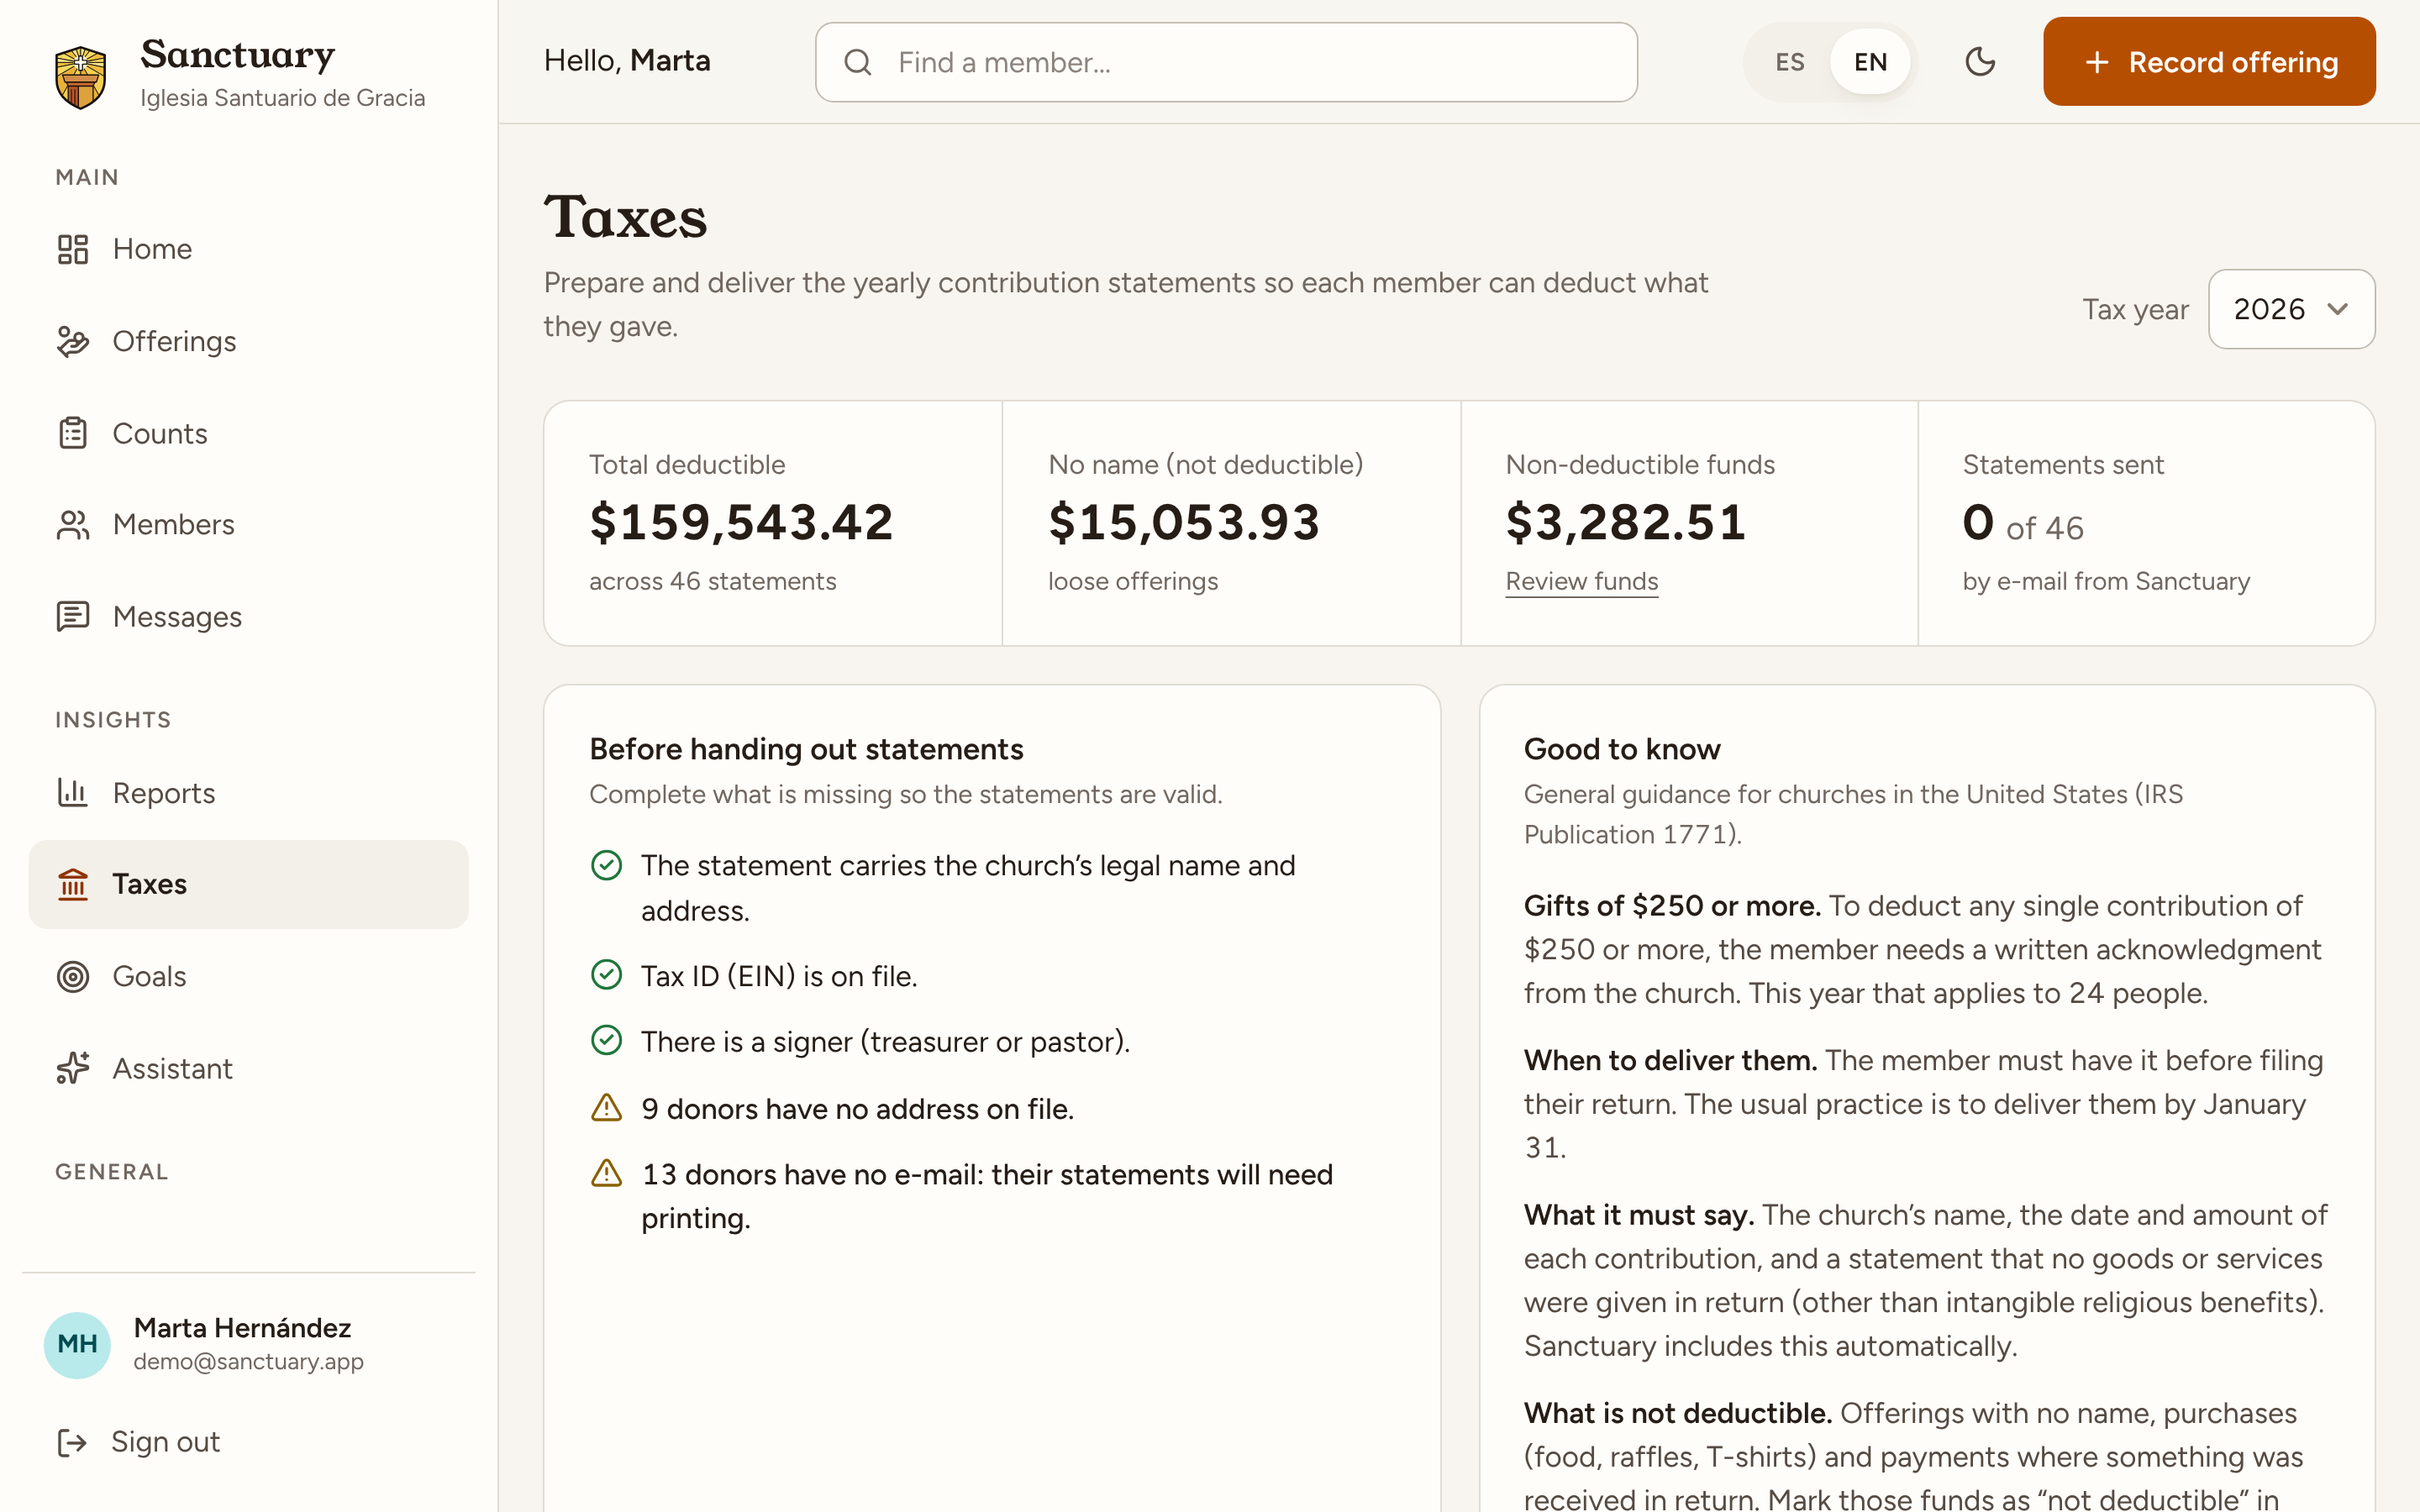 Sanctuary
Iglesia Santuario de Gracia
MAIN
Home
Offerings
Counts
Members
Messages
INSIGHTS
Reports
Taxes
Goals
Assistant
GENERAL
MH
Marta Hernández
demo@sanctuary.app
Sign out
Hello, Marta
Find a member...
ES
EN
+ Record offering
Taxes
Prepare and deliver the yearly contribution statements so each member can deduct what
they gave.
Tax year
2026
Total deductible
$159,543.42
across 46 statements
No name (not deductible)
$15,053.93
loose offerings
Non-deductible funds
$3,282.51
Review funds
Statements sent
0 of 46
by e-mail from Sanctuary
Before handing out statements
Complete what is missing so the statements are valid.
The statement carries the church’s legal name and
address.
Tax ID (EIN) is on file.
There is a signer (treasurer or pastor).
9 donors have no address on file.
13 donors have no e-mail: their statements will need
printing.
Good to know
General guidance for churches in the United States (IRS
Publication 1771).
Gifts of $250 or more. To deduct any single contribution of
$250 or more, the member needs a written acknowledgment
from the church. This year that applies to 24 people.
When to deliver them. The member must have it before filing
their return. The usual practice is to deliver them by January
31.
What it must say. The church’s name, the date and amount of
each contribution, and a statement that no goods or services
were given in return (other than intangible religious benefits).
Sanctuary includes this automatically.
What is not deductible. Offerings with no name, purchases
(food, raffles, T-shirts) and payments where something was
received in return. Mark those funds as “not deductible” in